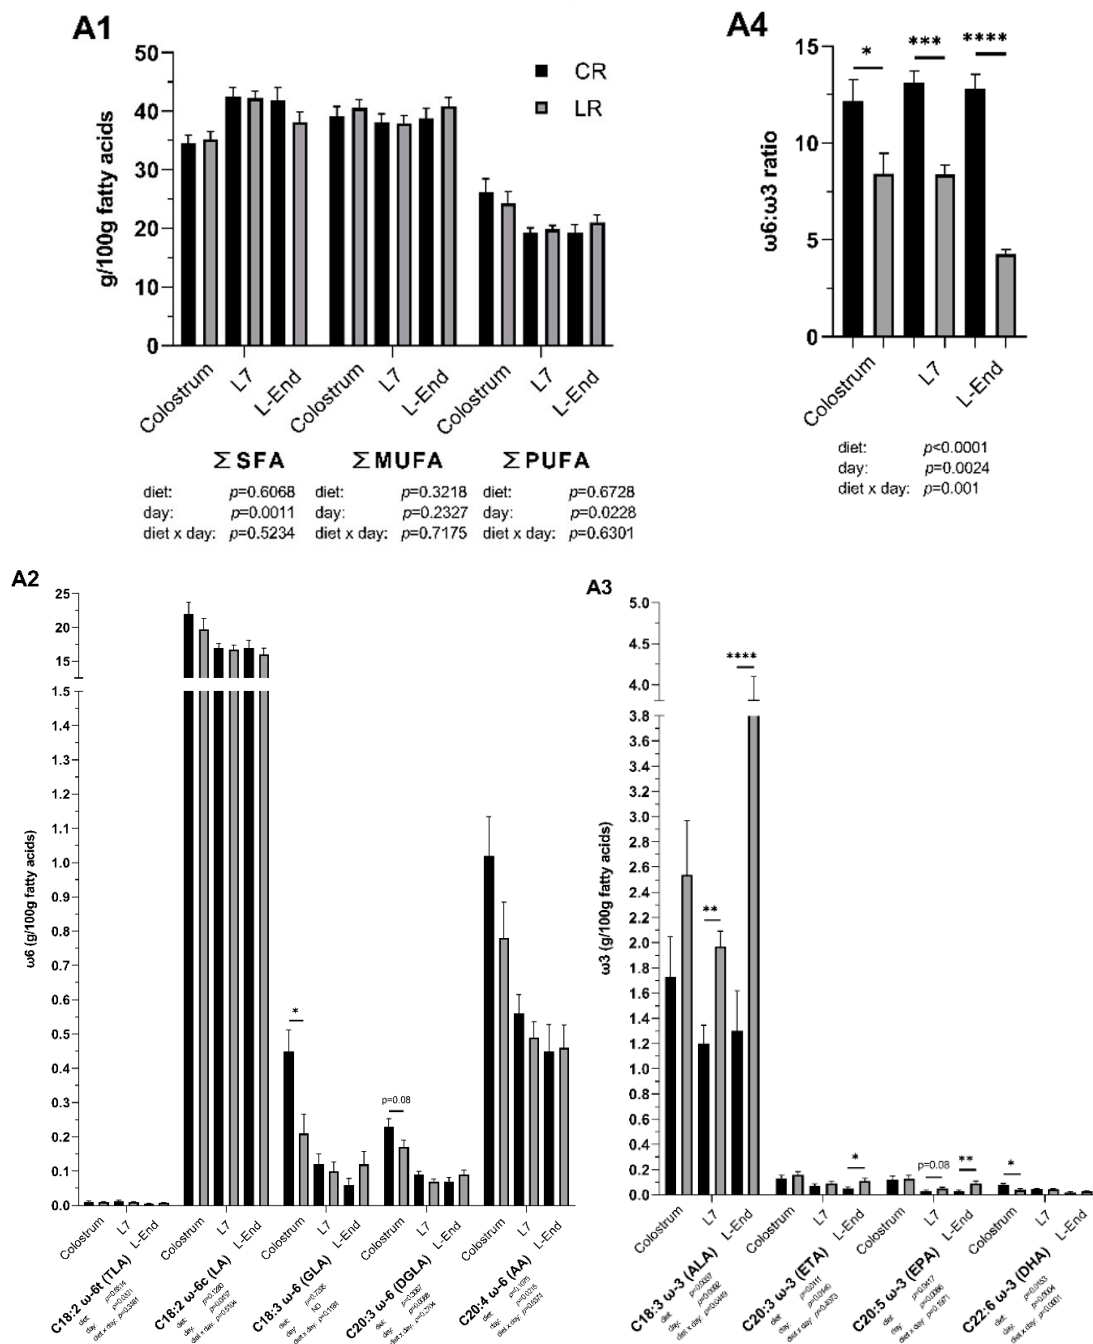 A1
50
40
30
20
10
0
g/100g fatty acids
CR
LR
Colostrum
L7
L-End
Colostrum
L7
L-End
Colostrum
L7
L-End
Σ SFA
Σ MUFA
Σ PUFA
diet: p=0.6068
day: p=0.0011
diet x day: p=0.5234
diet: p=0.3218
day: p=0.2327
diet x day: p=0.7175
diet: p=0.6728
day: p=0.0228
diet x day: p=0.6301
A4
15
10
5
0
ω6:ω3 ratio
*
***
****
Colostrum
L7
L-End
diet: p<0.0001
day: p=0.0024
diet x day: p=0.001
A2
25
20
15
1.5
1.4
1.3
1.2
1.1
1.0
0.9
0.8
0.7
0.6
0.5
0.4
0.3
0.2
0.1
0.0
ω6 (g/100g fatty acids)
*
p=0.08
Colostrum
L7
L-End
Colostrum
L7
L-End
Colostrum
L7
L-End
Colostrum
L7
L-End
Colostrum
L7
L-End
C18:2 ω-6t (TLA)
C18:2 ω-6c (LA)
C18:3 ω-6 (GLA)
C20:3 ω-6 (DGLA)
C20:4 ω-6 (AA)
A3
5.0
4.5
4.0
3.8
3.6
3.4
3.2
3.0
2.8
2.6
2.4
2.2
2.0
1.8
1.6
1.4
1.2
1.0
0.8
0.6
0.4
0.2
0.0
ω3 (g/100g fatty acids)
**
****
*
p=0.08
**
*
Colostrum
L7
L-End
Colostrum
L7
L-End
Colostrum
L7
L-End
Colostrum
L7
L-End
C18:3 ω-3 (ALA)
C20:3 ω-3 (ETA)
C20:5 ω-3 (EPA)
C22:6 ω-3 (DHA)